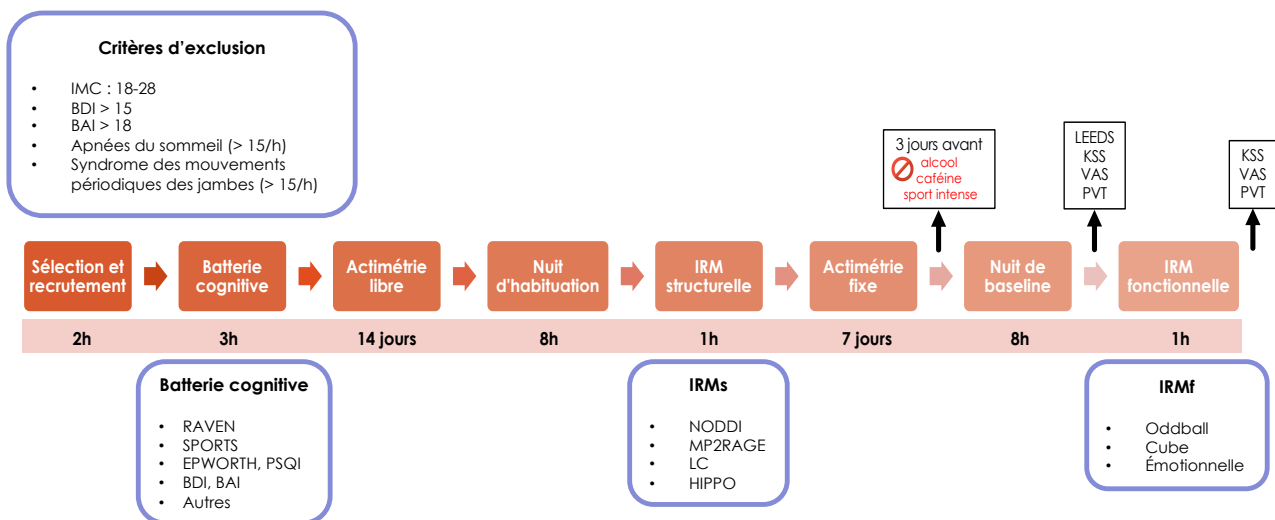 Critères d'exclusion
• IMC : 18-28
• BDI > 15
• BAI > 18
• Apnées du sommeil (> 15/h)
• Syndrome des mouvements
périodiques des jambes (> 15/h)
3 jours avant
alcool
caféine
sport intense
LEEDS
KSS
VAS
PVT
KSS
VAS
PVT
Sélection et
recrutement
Batterie
cognitive
Actimétrie
libre
Nuit
d'habituation
IRM
structurelle
Actimétrie
fixe
Nuit de
baseline
IRM
fonctionnelle
2h
3h
14 jours
8h
1h
7 jours
8h
1h
Batterie cognitive
• RAVEN
• SPORTS
• EPWORTH, PSQI
• BDI, BAI
• Autres
IRMs
• NODDI
• MP2RAGE
• LC
• HIPPO
IRMf
• Oddball
• Cube
• Émotionnelle